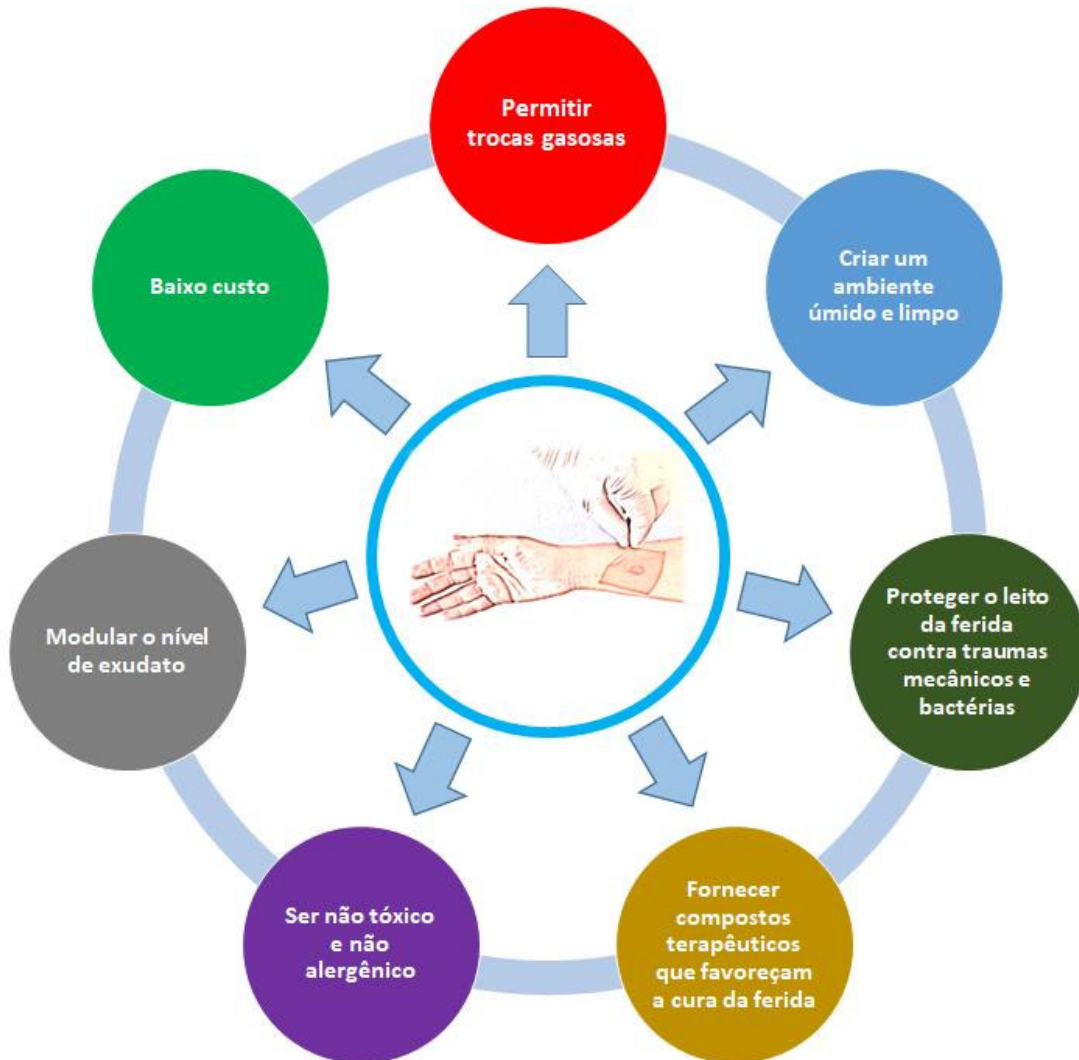 Permitir
trocas gasosas
Criar um
ambiente
úmido e limpo
Proteger o leito
da ferida
contra traumas
mecânicos e
bactérias
Fornecer
compostos
terapêuticos
que favoreçam
a cura da ferida
Ser não tóxico
e não
alergênico
Modular o nível
de exudato
Baixo custo